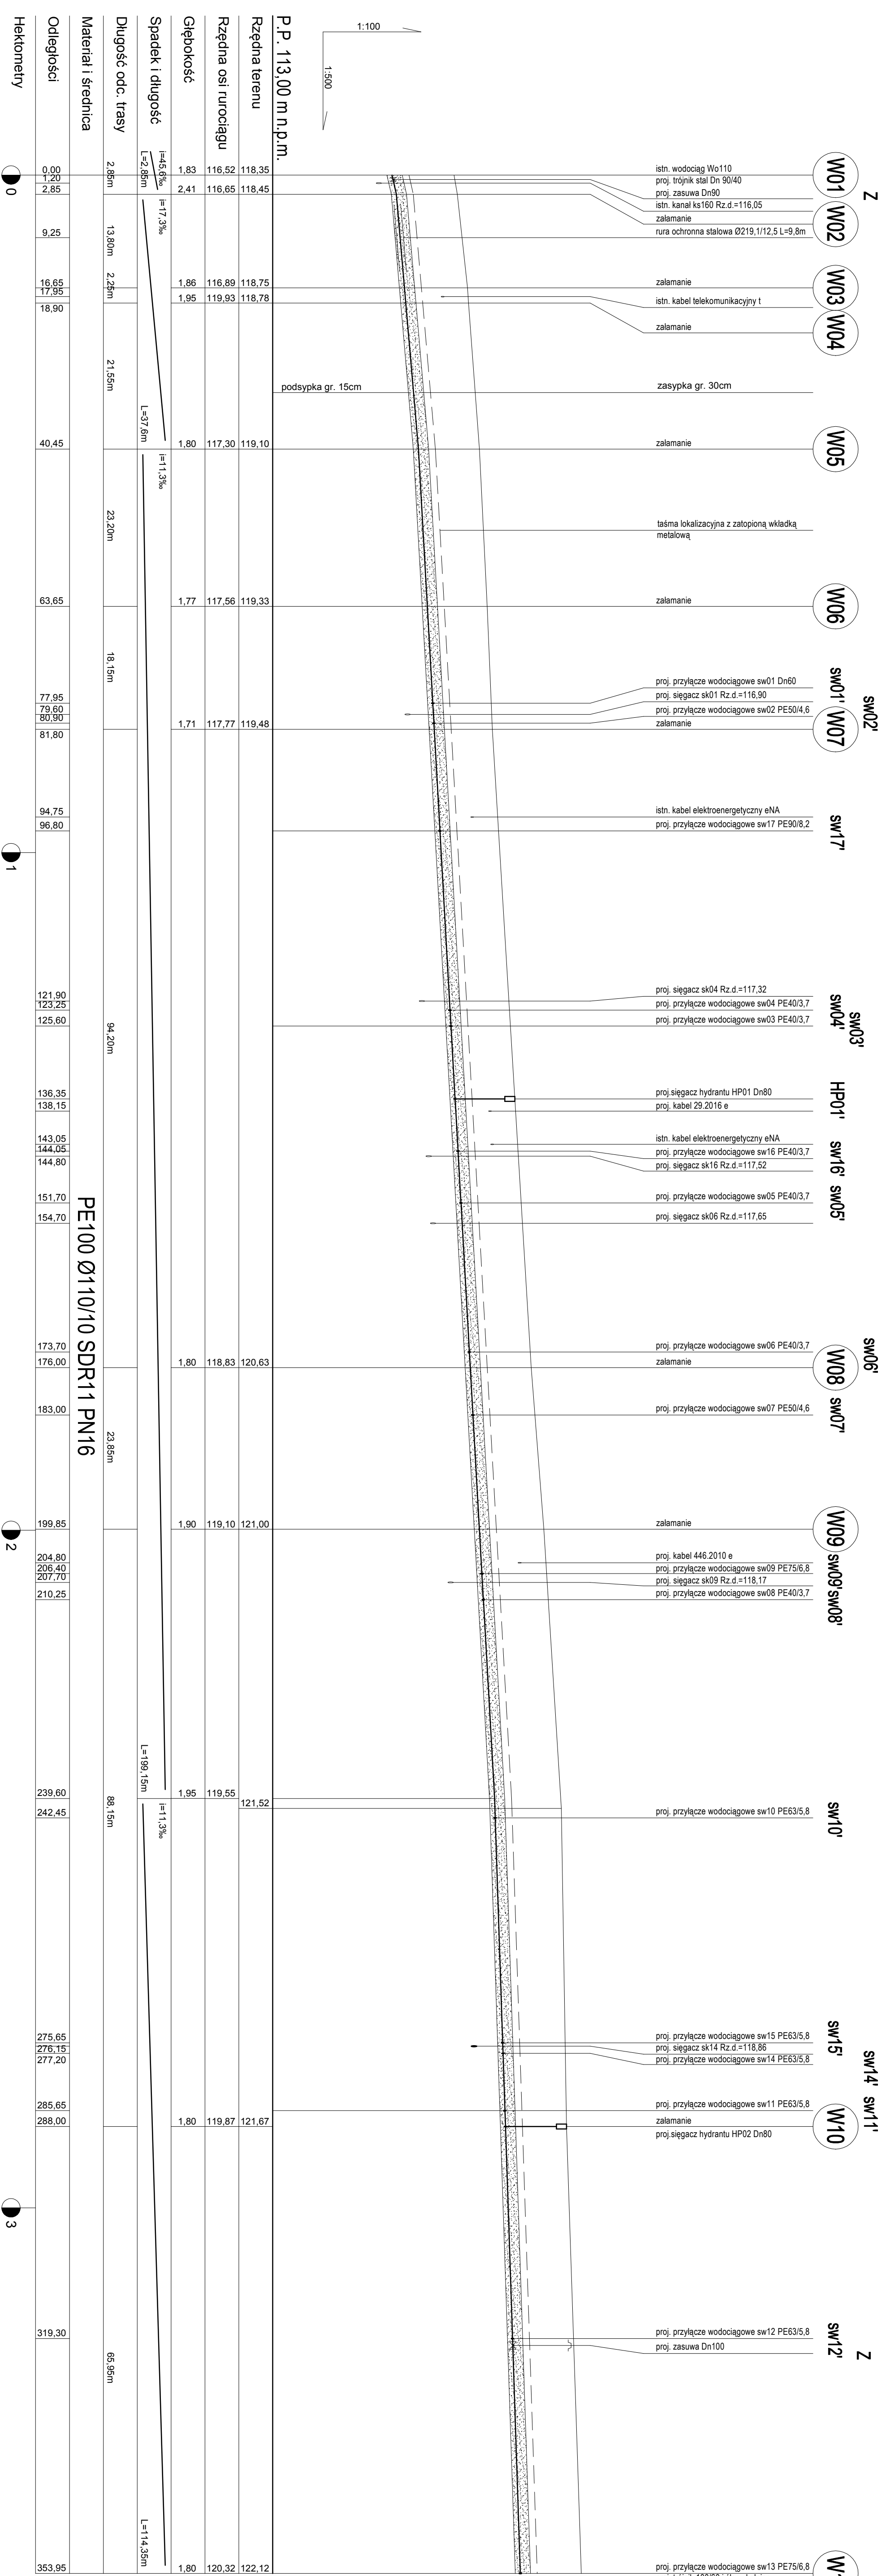 Z
sw02'
sw03'
sw06'
sw14'
sw11'
Z
W01
W02
W03
W04
W05
W06
sw01'
W07
sw17'
sw04'
HP01'
sw16'
sw05'
W08
sw07'
W09
sw09'
sw08'
sw10'
sw15'
W10
sw12'
istn. wodociąg Wo110
proj. trójnik stal Dn 90/40
proj. zasuwa Dn90
istn. kanał ks160 Rz.d.=116,05
załamanie
rura ochronna stalowa Ø219,1/12,5 L=9,8m
załamanie
istn. kabel telekomunikacyjny t
załamanie
zasypka gr. 30cm
podsypka gr. 15cm
załamanie
taśma lokalizacyjna z zatopioną wkładką
metalową
załamanie
proj. przyłącze wodociągowe sw01 Dn60
proj. sięgacz sk01 Rz.d.=116,90
proj. przyłącze wodociągowe sw02 PE50/4,6
załamanie
istn. kabel elektroenergetyczny eNA
proj. przyłącze wodociągowe sw17 PE90/8,2
proj. sięgacz sk04 Rz.d.=117,32
proj. przyłącze wodociągowe sw04 PE40/3,7
proj. przyłącze wodociągowe sw03 PE40/3,7
proj.sięgacz hydrantu HP01 Dn80
proj. kabel 29.2016 e
istn. kabel elektroenergetyczny eNA
proj. przyłącze wodociągowe sw16 PE40/3,7
proj. sięgacz sk16 Rz.d.=117,52
proj. przyłącze wodociągowe sw05 PE40/3,7
proj. sięgacz sk06 Rz.d.=117,65
proj. przyłącze wodociągowe sw06 PE40/3,7
załamanie
proj. przyłącze wodociągowe sw07 PE50/4,6
załamanie
proj. kabel 446.2010 e
proj. przyłącze wodociągowe sw09 PE75/6,8
proj. sięgacz sk09 Rz.d.=118,17
proj. przyłącze wodociągowe sw08 PE40/3,7
proj. przyłącze wodociągowe sw10 PE63/5,8
proj. przyłącze wodociągowe sw15 PE63/5,8
proj. sięgacz sk14 Rz.d.=118,86
proj. przyłącze wodociągowe sw14 PE63/5,8
proj. przyłącze wodociągowe sw11 PE63/5,8
załamanie
proj.sięgacz hydrantu HP02 Dn80
proj. przyłącze wodociągowe sw12 PE63/5,8
proj. zasuwa Dn100
proj. przyłącze wodociągowe sw13 PE75/6,8
1:100
1:500
P.P. 113,00 m n.p.m.
Rzędna terenu
118,35
118,45
118,75
118,78
119,10
119,33
119,48
120,63
121,00
121,52
121,67
122,12
Rzędna osi rurociągu
116,52
116,65
116,89
119,93
117,30
117,56
117,77
118,83
119,10
119,55
119,87
120,32
Głębokość
1,83
2,41
1,86
1,95
1,80
1,77
1,71
1,80
1,90
1,95
1,80
1,80
Spadek i długość
i=45,6‰
L=2,85m
i=17,3‰
L=37,6m
i=11,3‰
L=199,15m
i=11,3‰
L=114,35m
Długość odc. trasy
2,85m
13,80m
2,25m
21,55m
23,20m
18,15m
94,20m
23,85m
88,15m
65,95m
Materiał i średnica
PE100 Ø110/10 SDR11 PN16
Odległości
0,00
1,20
2,85
9,25
16,65
17,95
18,90
40,45
63,65
77,95
79,60
80,90
81,80
94,75
96,80
121,90
123,25
125,60
136,35
138,15
143,05
144,05
144,80
151,70
154,70
173,70
176,00
183,00
199,85
204,80
206,40
207,70
210,25
239,60
242,45
275,65
276,15
277,20
285,65
288,00
319,30
353,95
Hektometry
0
1
2
3